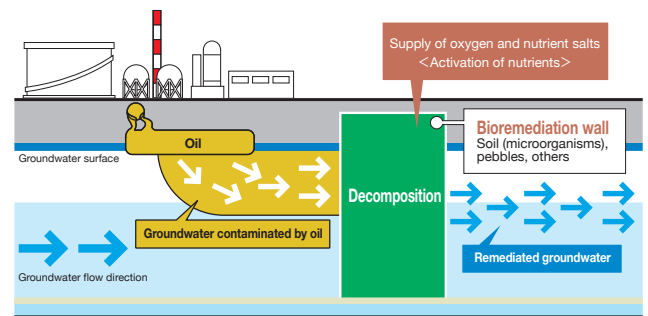 Supply of oxygen and nutrient salts
<Activation of nutrients>
Bioremediation wall
Soil (microorganisms),
pebbles, others
Oil
Groundwater surface
Decomposition
Groundwater contaminated by oil
Remediated groundwater
Groundwater flow direction